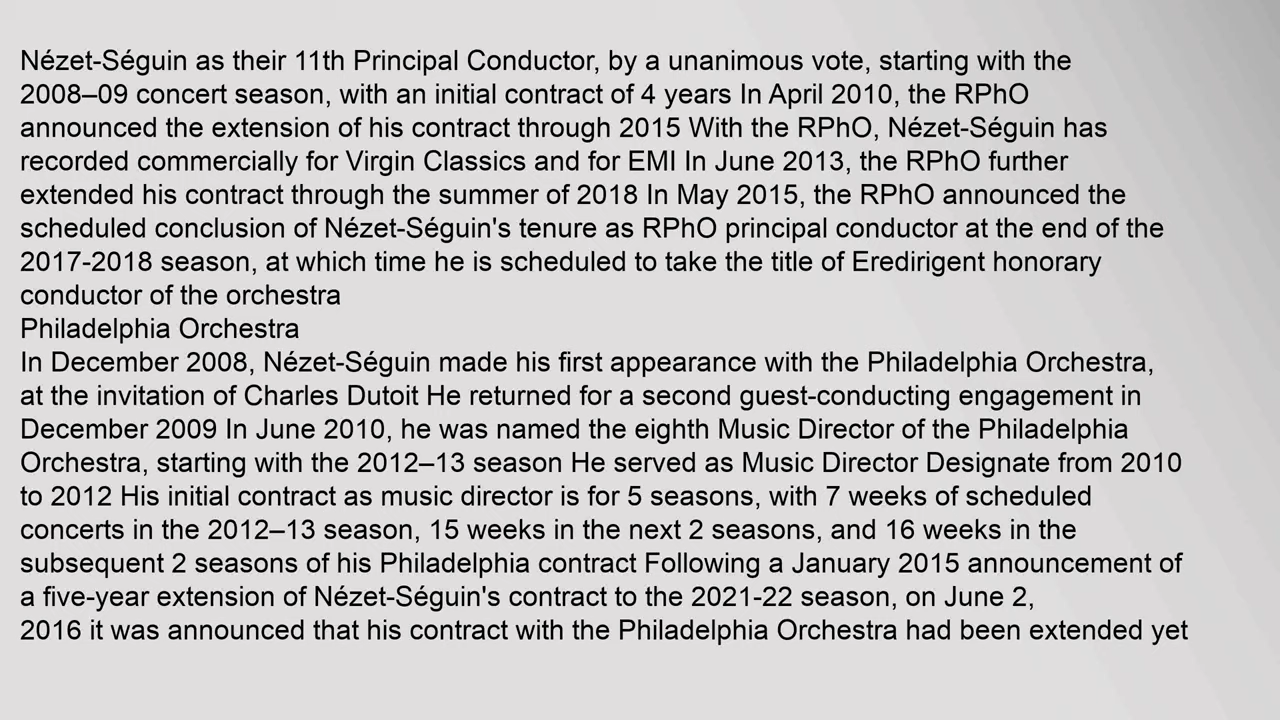 Nézet-Séguin as their 11th Principal Conductor, by a unanimous vote, starting with the
2008–09 concert season, with an initial contract of 4 years In April 2010, the RPhO
announced the extension of his contract through 2015 With the RPhO, Nézet-Séguin has
recorded commercially for Virgin Classics and for EMI In June 2013, the RPhO further
extended his contract through the summer of 2018 In May 2015, the RPhO announced the
scheduled conclusion of Nézet-Séguin's tenure as RPhO principal conductor at the end of the
2017-2018 season, at which time he is scheduled to take the title of Eredirigent honorary
conductor of the orchestra
Philadelphia Orchestra
In December 2008, Nézet-Séguin made his first appearance with the Philadelphia Orchestra,
at the invitation of Charles Dutoit He returned for a second guest-conducting engagement in
December 2009 In June 2010, he was named the eighth Music Director of the Philadelphia
Orchestra, starting with the 2012–13 season He served as Music Director Designate from 2010
to 2012 His initial contract as music director is for 5 seasons, with 7 weeks of scheduled
concerts in the 2012–13 season, 15 weeks in the next 2 seasons, and 16 weeks in the
subsequent 2 seasons of his Philadelphia contract Following a January 2015 announcement of
a five-year extension of Nézet-Séguin's contract to the 2021-22 season, on June 2,
2016 it was announced that his contract with the Philadelphia Orchestra had been extended yet